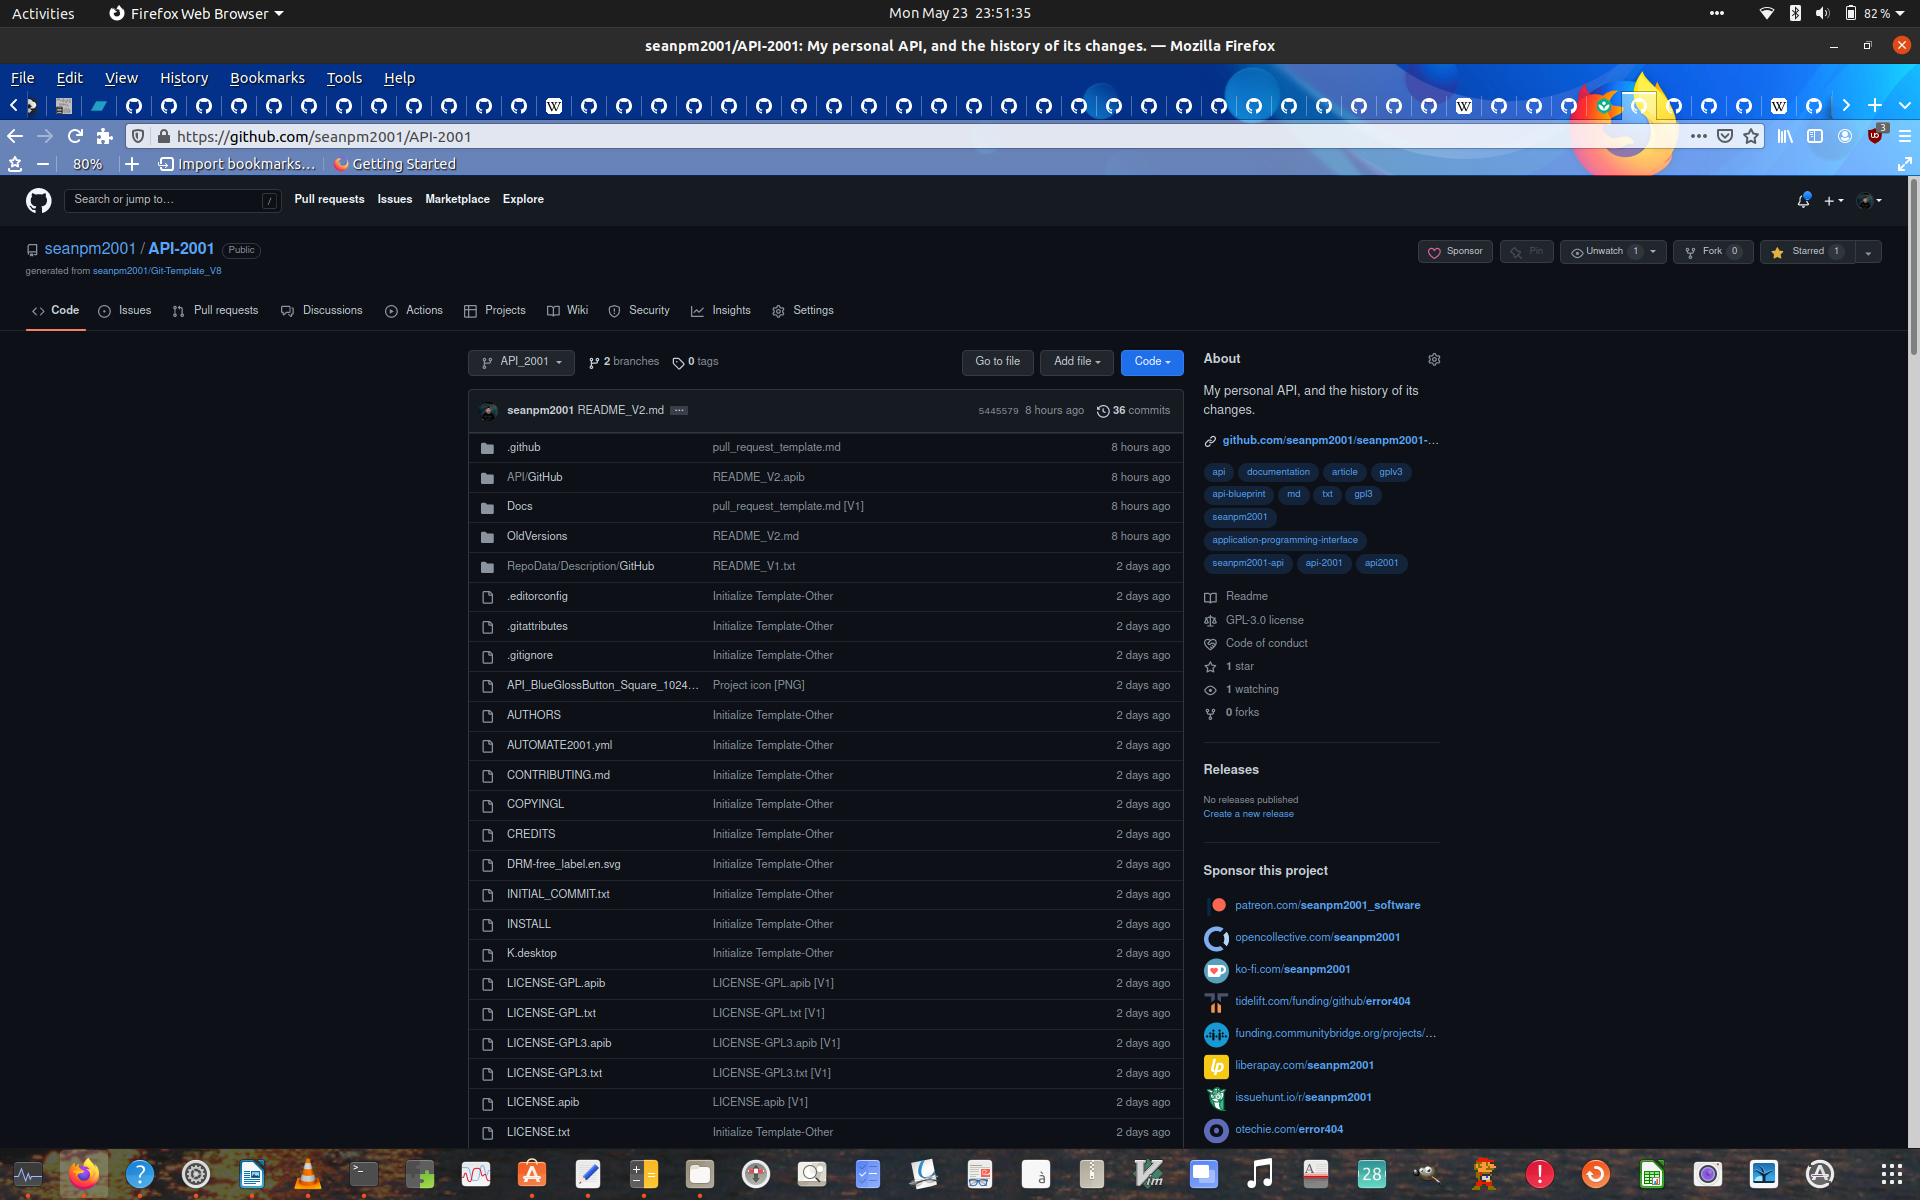 Activities Firefox Web Browser Mon May 23 23:51:35 82 %
seanpm2001/API-2001: My personal API, and the history of its changes. — Mozilla Firefox
File Edit View History Bookmarks Tools Help
https://github.com/seanpm2001/API-2001 3
80% Import bookmarks... Getting Started
Search or jump to... / Pull requests Issues Marketplace Explore
seanpm2001 / API-2001 Public Sponsor Pin Unwatch 1 Fork 0 Starred 1
generated from seanpm2001/Git-Template_V8
Code Issues Pull requests Discussions Actions Projects Wiki Security Insights Settings
API_2001 2 branches 0 tags Go to file Add file Code
seanpm2001 README_V2.md ... 5445579 8 hours ago 36 commits
.github pull_request_template.md 8 hours ago
API/GitHub README_V2.apib 8 hours ago
Docs pull_request_template.md [V1] 8 hours ago
OldVersions README_V2.md 8 hours ago
RepoData/Description/GitHub README_V1.txt 2 days ago
.editorconfig Initialize Template-Other 2 days ago
.gitattributes Initialize Template-Other 2 days ago
.gitignore Initialize Template-Other 2 days ago
API_BlueGlossButton_Square_1024... Project icon [PNG] 2 days ago
AUTHORS Initialize Template-Other 2 days ago
AUTOMATE2001.yml Initialize Template-Other 2 days ago
CONTRIBUTING.md Initialize Template-Other 2 days ago
COPYINGL Initialize Template-Other 2 days ago
CREDITS Initialize Template-Other 2 days ago
DRM-free_label.en.svg Initialize Template-Other 2 days ago
INITIAL_COMMIT.txt Initialize Template-Other 2 days ago
INSTALL Initialize Template-Other 2 days ago
K.desktop Initialize Template-Other 2 days ago
LICENSE-GPL.apib LICENSE-GPL.apib [V1] 2 days ago
LICENSE-GPL.txt LICENSE-GPL.txt [V1] 2 days ago
LICENSE-GPL3.apib LICENSE-GPL3.apib [V1] 2 days ago
LICENSE-GPL3.txt LICENSE-GPL3.txt [V1] 2 days ago
LICENSE.apib LICENSE.apib [V1] 2 days ago
LICENSE.txt Initialize Template-Other 2 days ago
About
My personal API, and the history of its
changes.
github.com/seanpm2001/seanpm2001-...
api documentation article gplv3
api-blueprint md txt gpl3
seanpm2001
application-programming-interface
seanpm2001-api api-2001 api2001
Readme
GPL-3.0 license
Code of conduct
1 star
1 watching
0 forks
Releases
No releases published
Create a new release
Sponsor this project
patreon.com/seanpm2001_software
opencollective.com/seanpm2001
ko-fi.com/seanpm2001
tidelift.com/funding/github/error404
funding.communitybridge.org/projects/...
liberapay.com/seanpm2001
issuehunt.io/r/seanpm2001
otechie.com/error404
28